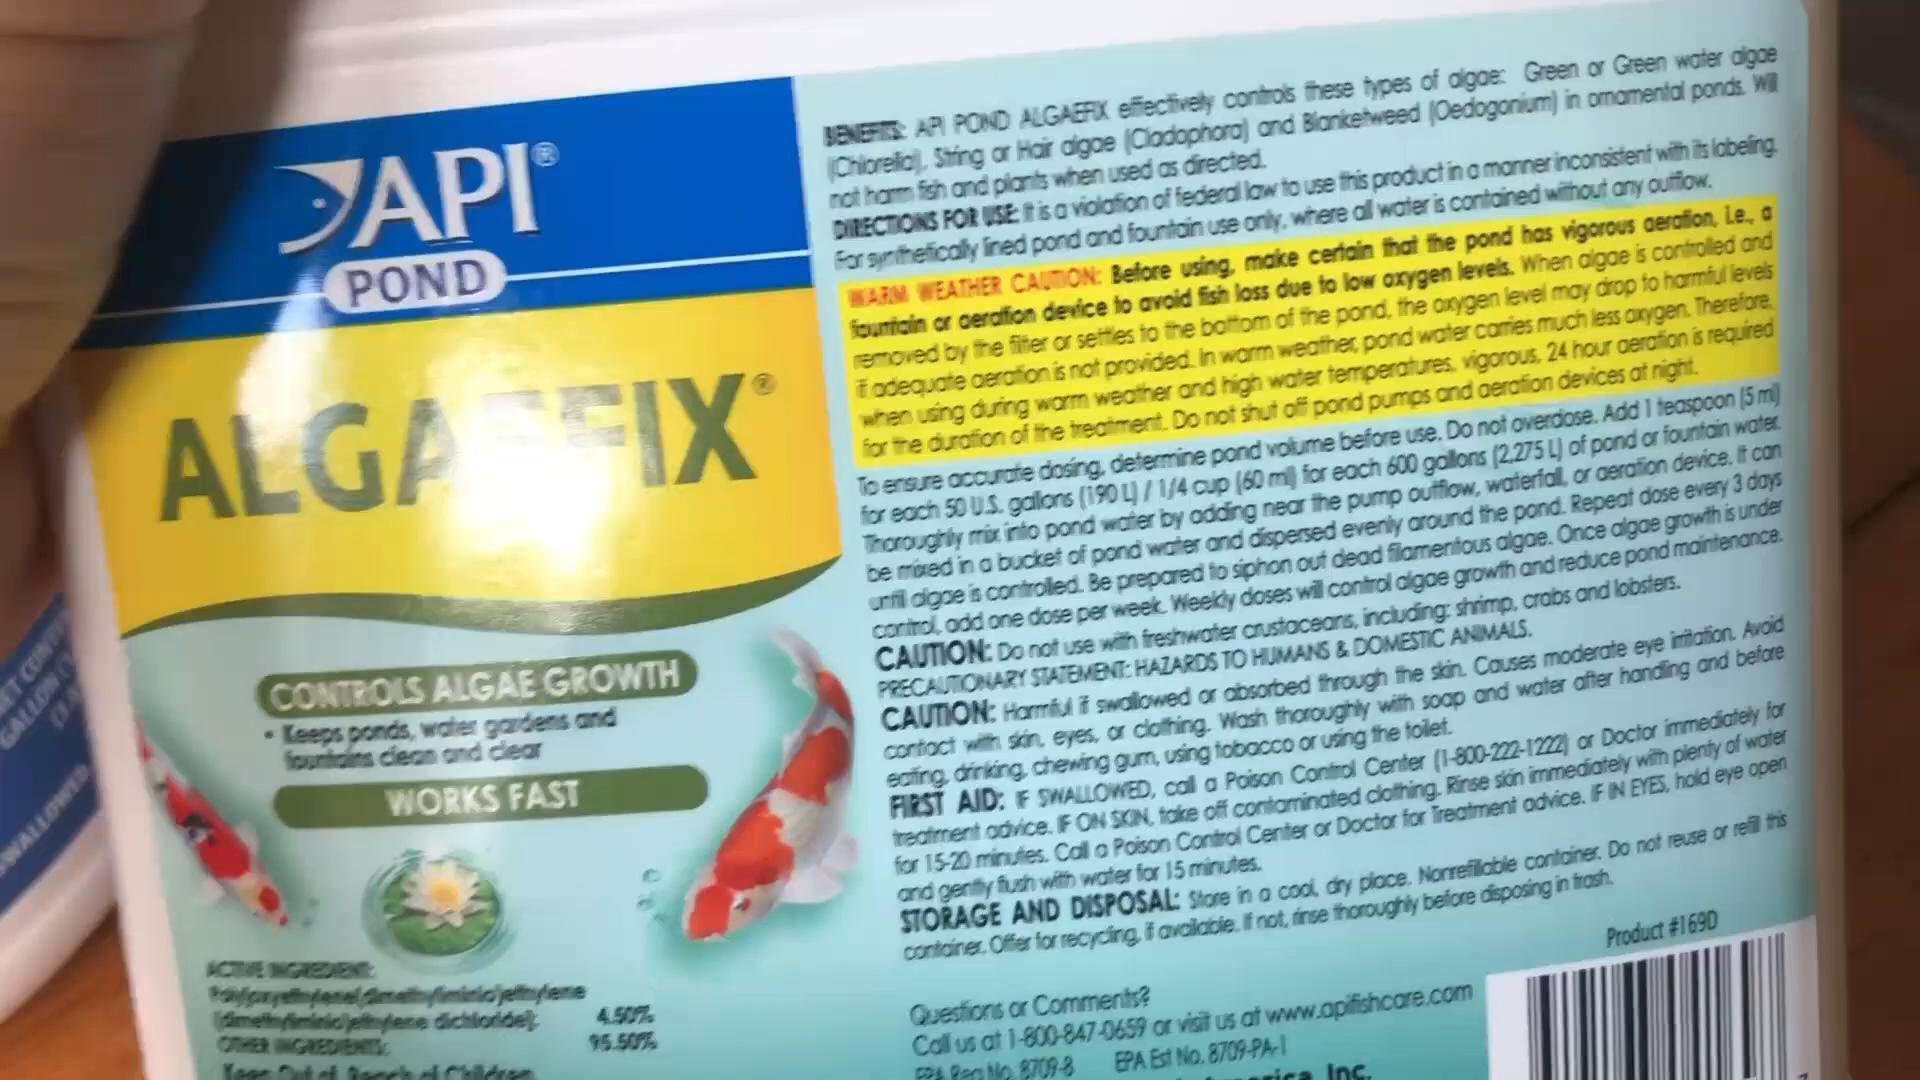 API®
POND
ALGAEFIX®
CONTROLS ALGAE GROWTH
• Keeps ponds, water gardens and
fountains clean and clear
WORKS FAST
ACTIVE INGREDIENT:
Poly[oxyethylene(dimethyliminio)ethylene
(dimethyliminio)ethylene dichloride]: 4.50%
OTHER INGREDIENTS: 95.50%
Keep Out of Reach of Children
BENEFITS: API POND ALGAEFIX effectively controls these types of algae: Green or Green water algae
(Chlorella), String or Hair algae (Cladophora) and Blanketweed (Oedogonium) in ornamental ponds. Will
not harm fish and plants when used as directed.
DIRECTIONS FOR USE: It is a violation of federal law to use this product in a manner inconsistent with its labeling.
For synthetically lined pond and fountain use only, where all water is contained without any outflow.
WARM WEATHER CAUTION: Before using, make certain that the pond has vigorous aeration, i.e., a
fountain or aeration device to avoid fish loss due to low oxygen levels. When algae is controlled and
removed by the filter or settles to the bottom of the pond, the oxygen level may drop to harmful levels
if adequate aeration is not provided. In warm weather, pond water carries much less oxygen. Therefore,
when using during warm weather and high water temperatures, vigorous, 24 hour aeration is required
for the duration of the treatment. Do not shut off pond pumps and aeration devices at night.
To ensure accurate dosing, determine pond volume before use. Do not overdose. Add 1 teaspoon (5 ml)
for each 50 U.S. gallons (190 L) / 1/4 cup (60 ml) for each 600 gallons (2,275 L) of pond or fountain water.
Thoroughly mix into pond water by adding near the pump outflow, waterfall, or aeration device. It can
be mixed in a bucket of pond water and dispersed evenly around the pond. Repeat dose every 3 days
until algae is controlled. Be prepared to siphon out dead filamentous algae. Once algae growth is under
control, add one dose per week. Weekly doses will control algae growth and reduce pond maintenance.
CAUTION: Do not use with freshwater crustaceans, including: shrimp, crabs and lobsters.
PRECAUTIONARY STATEMENT: HAZARDS TO HUMANS & DOMESTIC ANIMALS.
CAUTION: Harmful if swallowed or absorbed through the skin. Causes moderate eye irritation. Avoid
contact with skin, eyes, or clothing. Wash thoroughly with soap and water after handling and before
eating, drinking, chewing gum, using tobacco or using the toilet.
FIRST AID: IF SWALLOWED, call a Poison Control Center (1-800-222-1222) or Doctor immediately for
treatment advice. IF ON SKIN, take off contaminated clothing. Rinse skin immediately with plenty of water
for 15-20 minutes. Call a Poison Control Center or Doctor for Treatment advice. IF IN EYES, hold eye open
and gently flush with water for 15 minutes.
STORAGE AND DISPOSAL: Store in a cool, dry place. Nonrefillable container. Do not reuse or refill this
container. Offer for recycling, if available. If not, rinse thoroughly before disposing in trash.
Product #169D
Questions or Comments?
Call us at 1-800-847-0659 or visit us at www.apifishcare.com
EPA Reg No. 8709-8 EPA Est No. 8709-PA-1
America, Inc.
GALLON
SWALLOWED